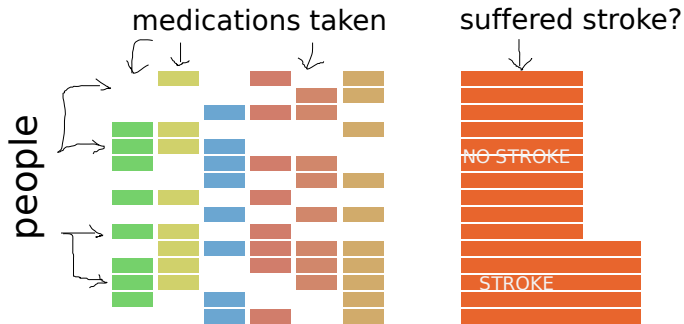 medications taken
suffered stroke?
people
NO STROKE
STROKE